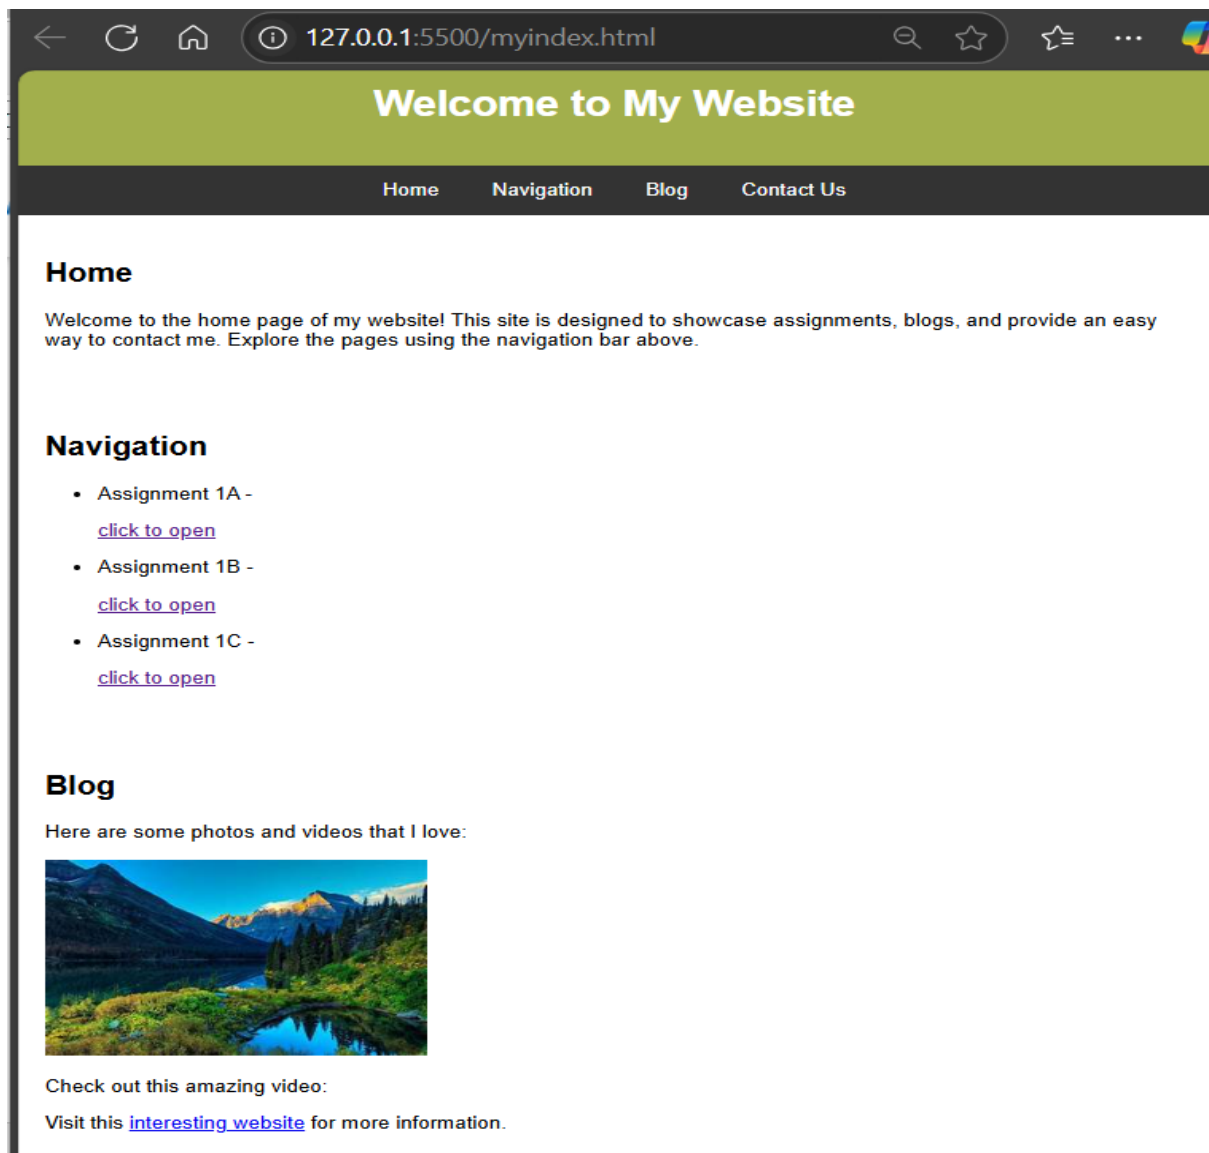 127.0.0.1:5500/myindex.html
Welcome to My Website
Home Navigation Blog Contact Us
Home
Welcome to the home page of my website! This site is designed to showcase assignments, blogs, and provide an easy
way to contact me. Explore the pages using the navigation bar above.
Navigation
• Assignment 1A -
click to open
• Assignment 1B -
click to open
• Assignment 1C -
click to open
Blog
Here are some photos and videos that I love:
Check out this amazing video:
Visit this interesting website for more information.